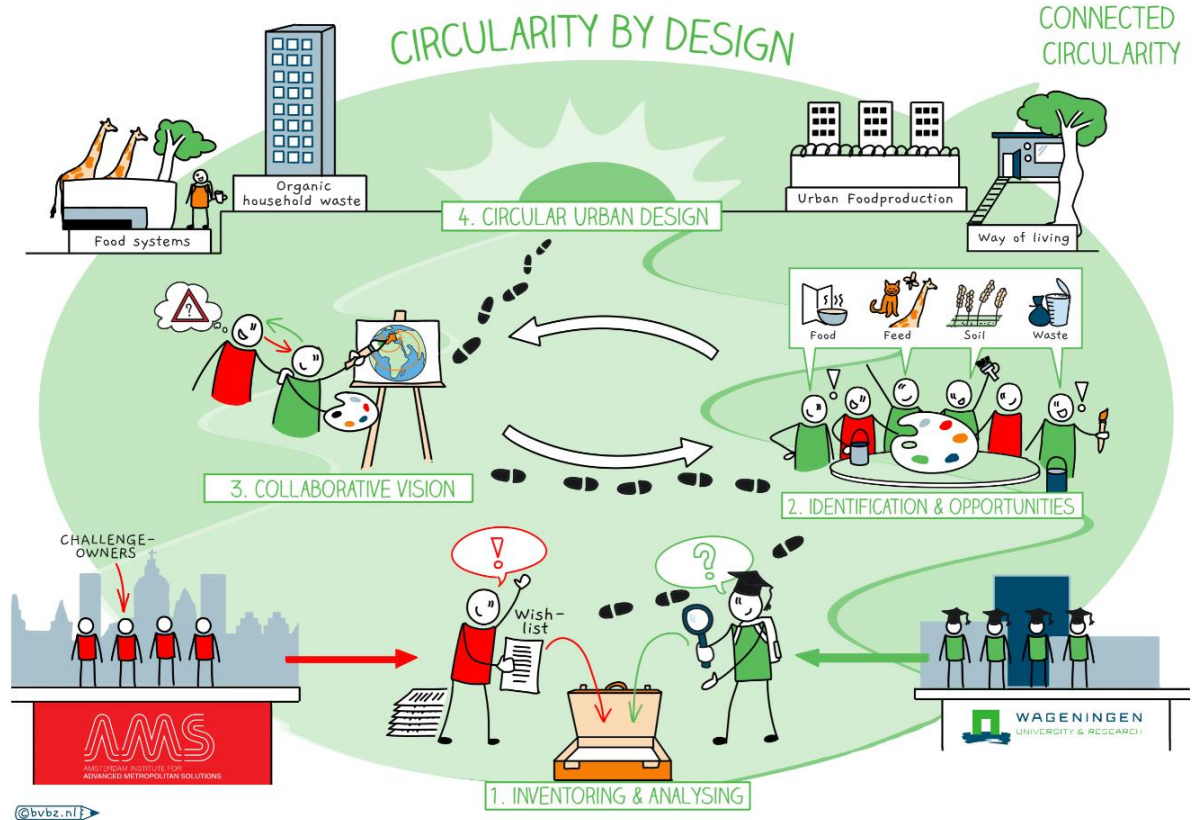 CIRCULARITY BY DESIGN
CONNECTED
CIRCULARITY
Food systems
Organic
household waste
4. CIRCULAR URBAN DESIGN
Urban Foodproduction
Way of living
?
Food
Feed
Soil
Waste
!
!
3. COLLABORATIVE VISION
2. IDENTIFICATION & OPPORTUNITIES
CHALLENGE-
OWNERS
!
?
Wish-
list
AMS
AMSTERDAM INSTITUTE FOR
ADVANCED METROPOLITAN SOLUTIONS
WAGENINGEN
UNIVERSITY & RESEARCH
1. INVENTORING & ANALYSING
©bvbz.nl